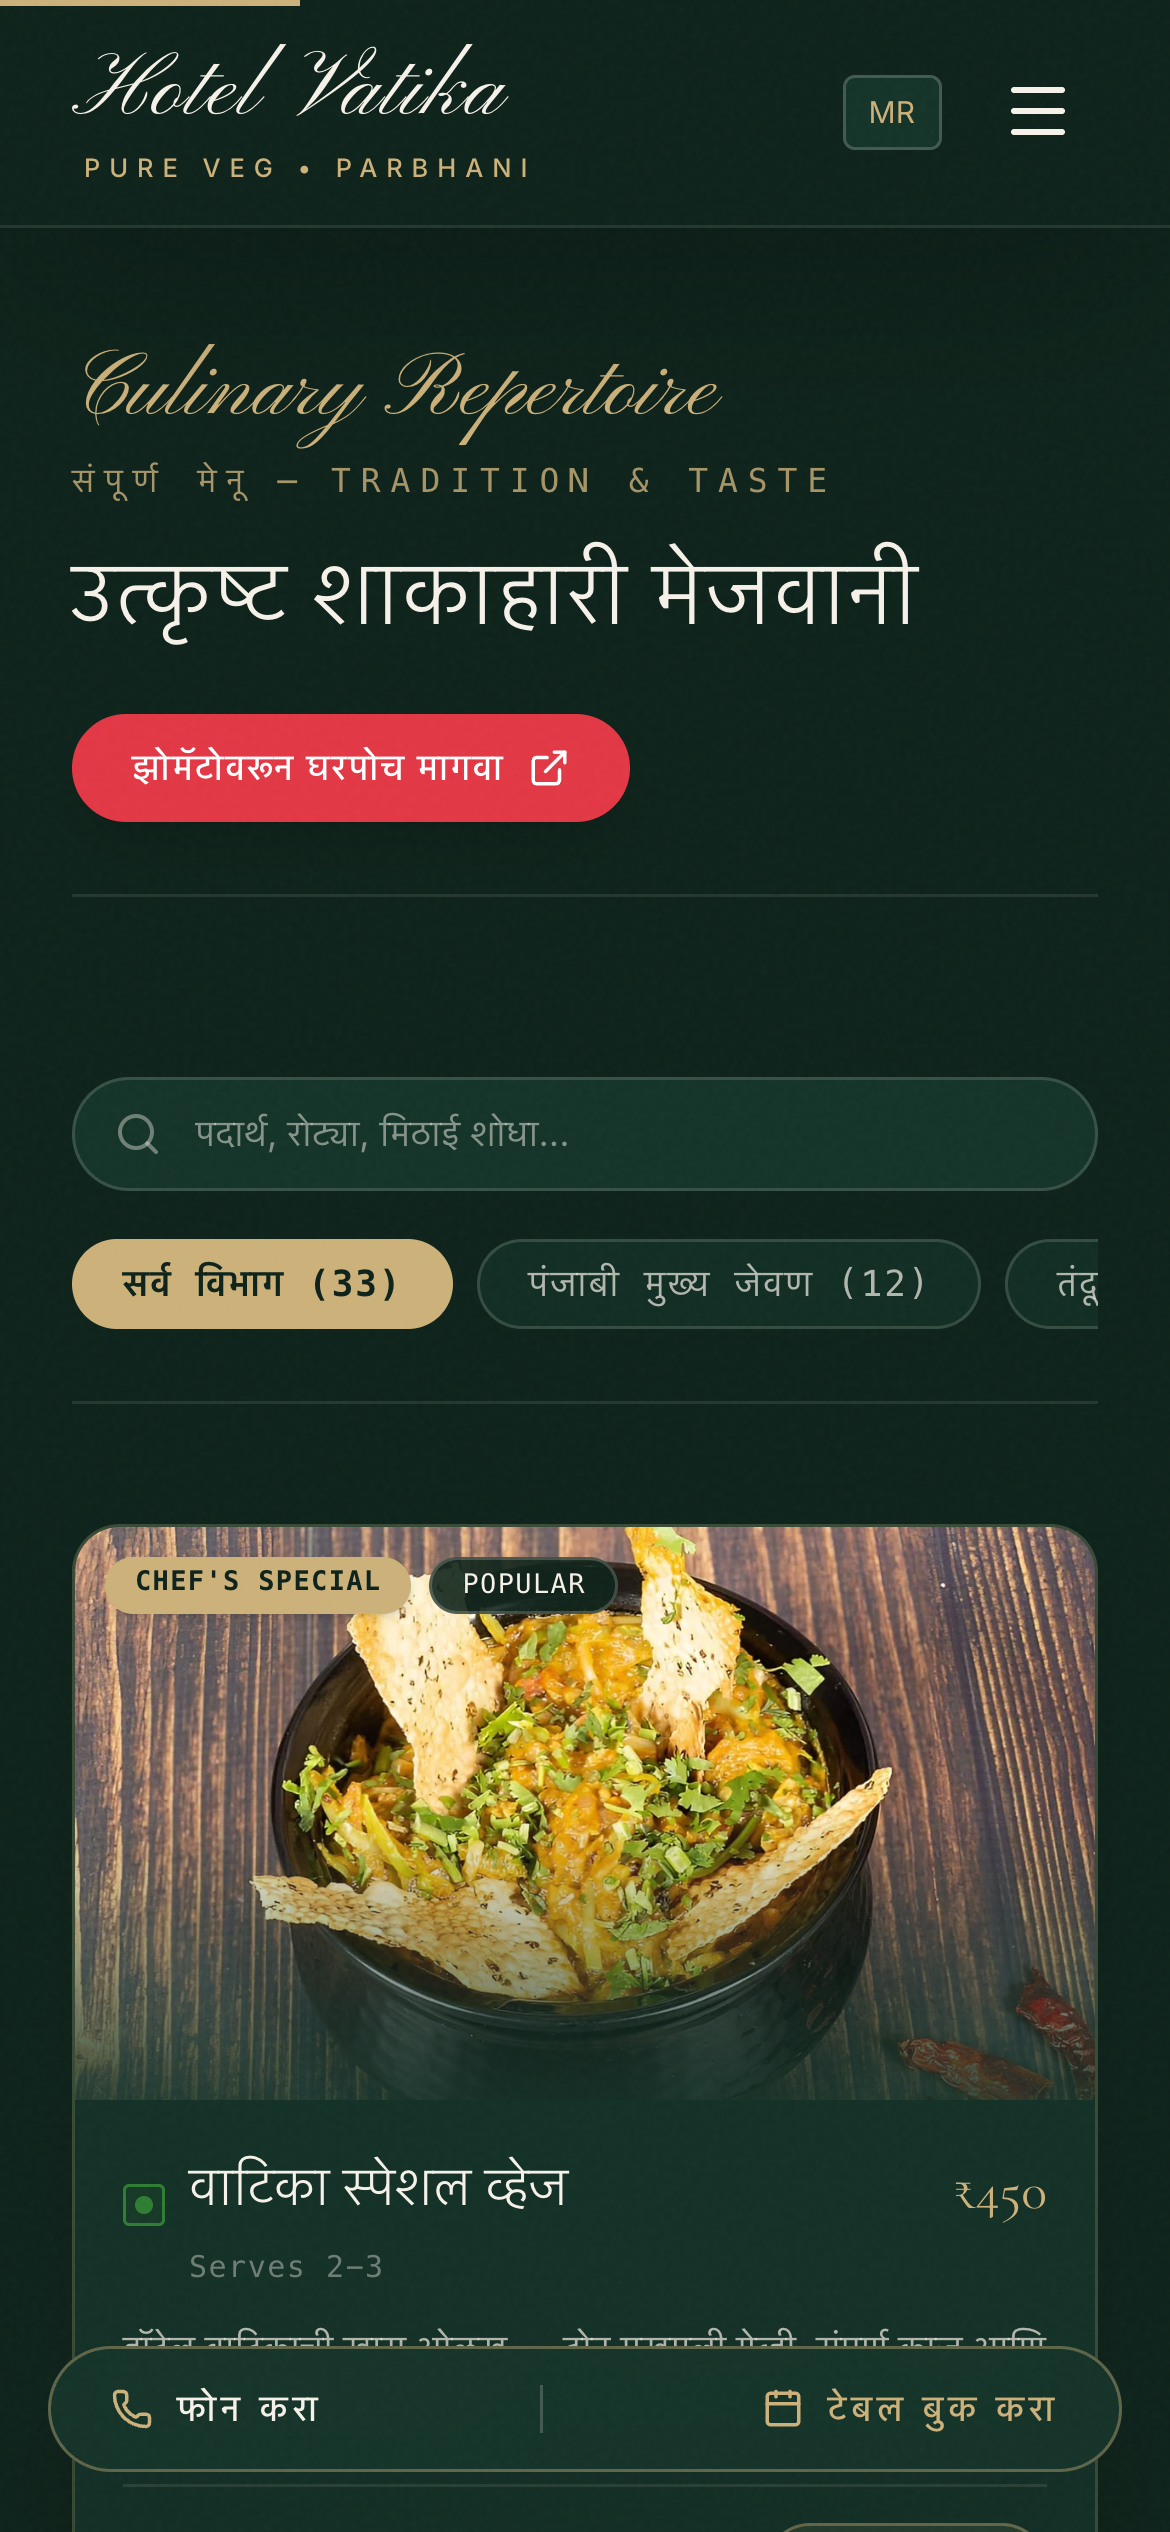 Hotel Vatika
PURE VEG • PARBHANI
MR
Culinary Repertoire
संपूर्ण मेनू — TRADITION & TASTE
उत्कृष्ट शाकाहारी मेजवानी
झोमॅटोवरून घरपोच मागवा
पदार्थ, रोट्या, मिठाई शोधा...
सर्व विभाग (33)
पंजाबी मुख्य जेवण (12)
CHEF'S SPECIAL
POPULAR
वाटिका स्पेशल व्हेज
₹450
Serves 2–3
फोन करा
टेबल बुक करा